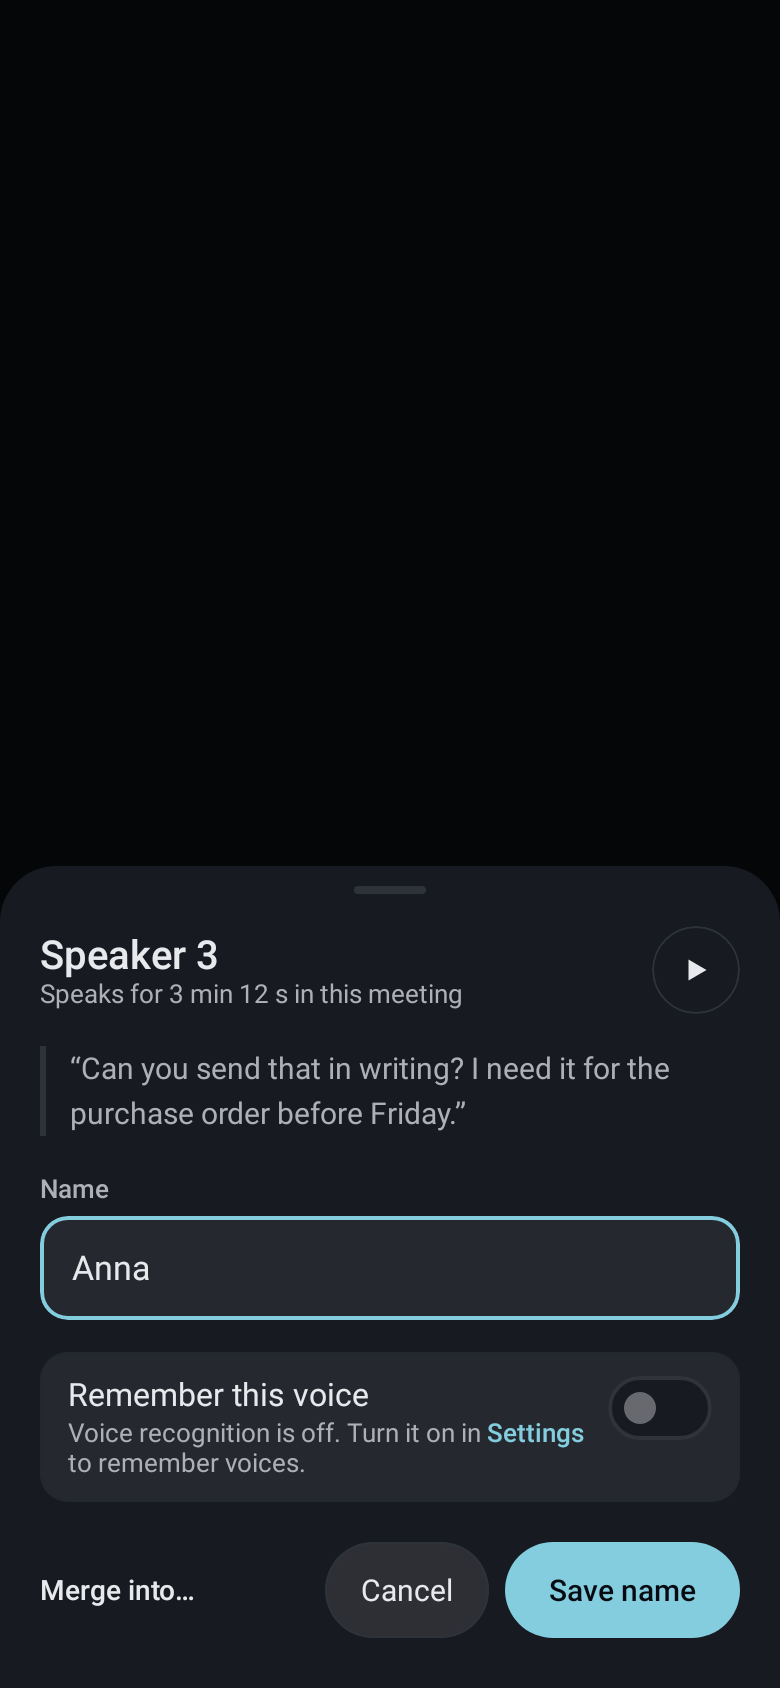 Speaker 3
Speaks for 3 min 12 s in this meeting
“Can you send that in writing? I need it for the
purchase order before Friday.”
Name
Anna
Remember this voice
Voice recognition is off. Turn it on in Settings
to remember voices.
Merge into…
Cancel
Save name